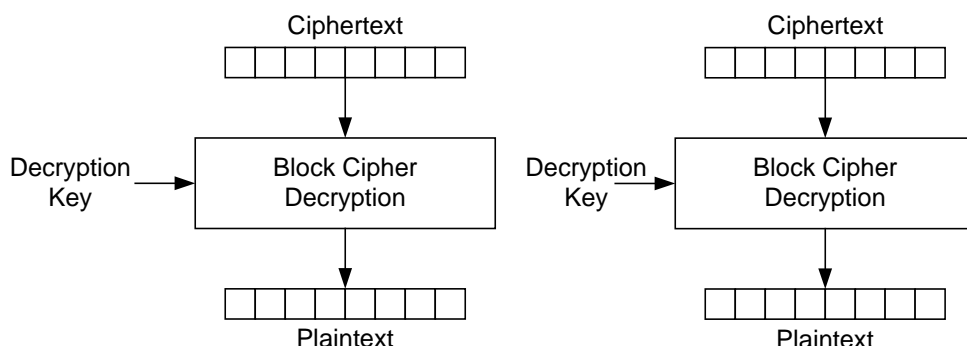 Ciphertext
Ciphertext
Decryption
Key
Block Cipher
Decryption
Decryption
Key
Block Cipher
Decryption
Plaintext
Plaintext